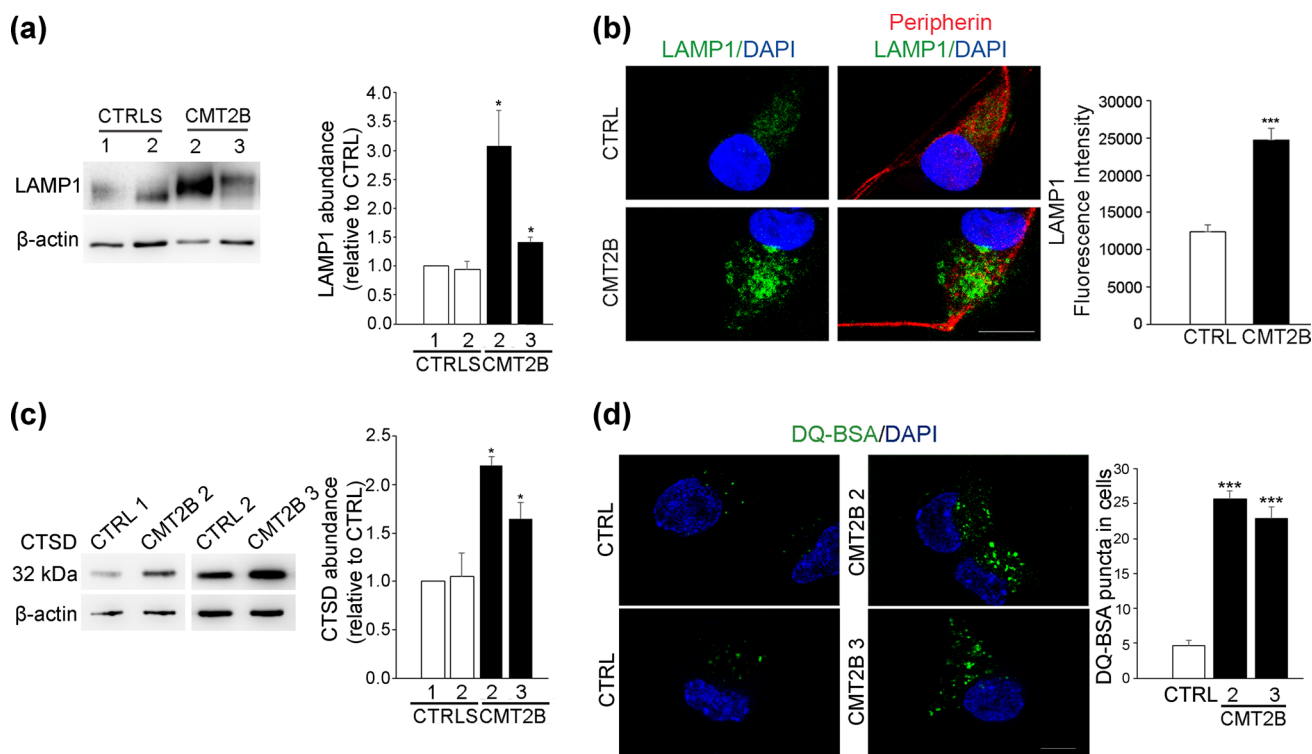 (a)
CTRLS CMT2B
1 2 2 3
LAMP1
β-actin
LAMP1 abundance
(relative to CTRL)
4.0
3.5
3.0
2.5
2.0
1.5
1.0
0.5
0.0
*
*
1 2 2 3
CTRLS CMT2B
(b)
LAMP1/DAPI
Peripherin
LAMP1/DAPI
CTRL
CMT2B
LAMP1
Fluorescence Intensity
30000
25000
20000
15000
10000
5000
0
***
CTRL CMT2B
(c)
CTRL 1 CMT2B 2 CTRL 2 CMT2B 3
CTSD
32 kDa
β-actin
CTSD abundance
(relative to CTRL)
2.5
2.0
1.5
1.0
0.5
0.0
*
*
1 2 2 3
CTRLS CMT2B
(d)
DQ-BSA/DAPI
CTRL
CMT2B 2
CTRL
CMT2B 3
DQ-BSA puncta in cells
30
25
20
15
10
5
0
***
***
CTRL 2 3
CMT2B